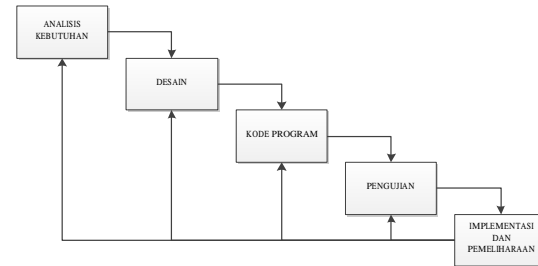 ANALISIS
KEBUTUHAN
DESAIN
KODE PROGRAM
PENGUJIAN
IMPLEMENTASI
DAN
PEMELIHARAAN